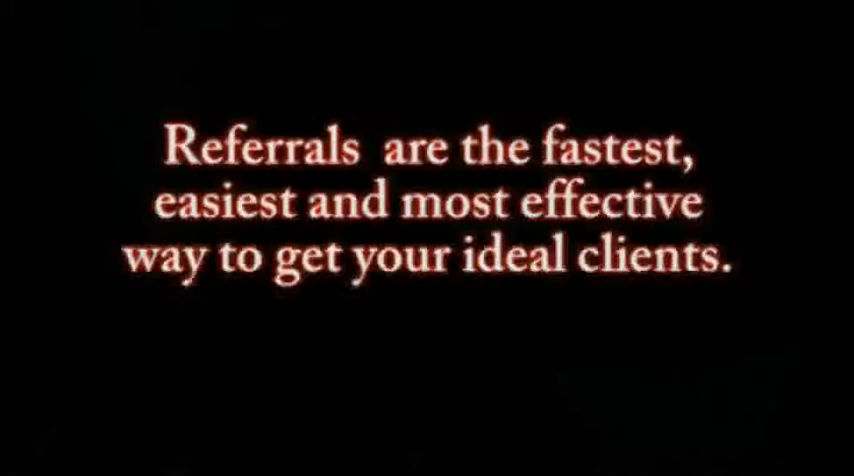 Referrals are the fastest,
easiest and most effective
way to get your ideal clients.